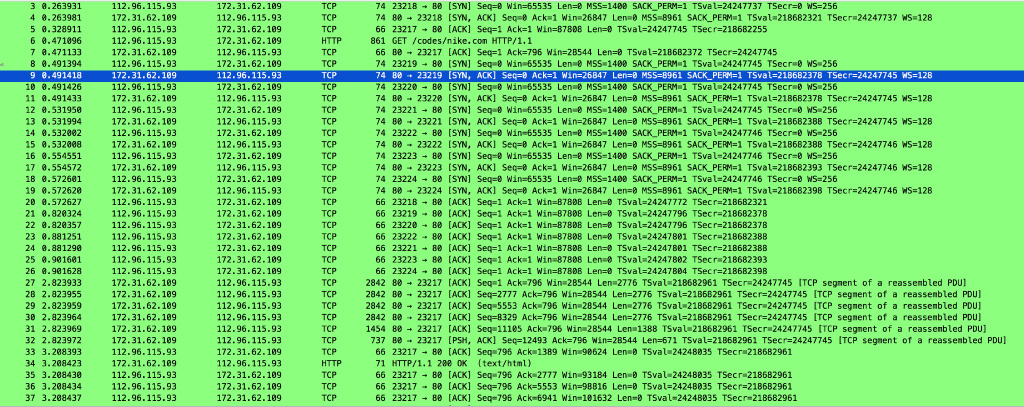 3 0.263931 112.96.115.93 172.31.62.109 TCP 74 23218 → 80 [SYN] Seq=0 Win=65535 Len=0 MSS=1400 SACK_PERM=1 TSval=24247737 TSecr=0 WS=256
4 0.263981 172.31.62.109 112.96.115.93 TCP 74 80 → 23218 [SYN, ACK] Seq=0 Ack=1 Win=26847 Len=0 MSS=8961 SACK_PERM=1 TSval=218682321 TSecr=24247737 WS=128
5 0.328911 112.96.115.93 172.31.62.109 TCP 66 23217 → 80 [ACK] Seq=1 Ack=1 Win=87808 Len=0 TSval=24247745 TSecr=218682255
6 0.471096 112.96.115.93 172.31.62.109 HTTP 861 GET /codes/nike.com HTTP/1.1
7 0.471133 172.31.62.109 112.96.115.93 TCP 66 80 → 23217 [ACK] Seq=1 Ack=796 Win=28544 Len=0 TSval=218682372 TSecr=24247745
8 0.491394 112.96.115.93 172.31.62.109 TCP 74 23219 → 80 [SYN] Seq=0 Win=65535 Len=0 MSS=1400 SACK_PERM=1 TSval=24247745 TSecr=0 WS=256
9 0.491418 172.31.62.109 112.96.115.93 TCP 74 80 → 23219 [SYN, ACK] Seq=0 Ack=1 Win=26847 Len=0 MSS=8961 SACK_PERM=1 TSval=218682378 TSecr=24247745 WS=128
10 0.491426 112.96.115.93 172.31.62.109 TCP 74 23220 → 80 [SYN] Seq=0 Win=65535 Len=0 MSS=1400 SACK_PERM=1 TSval=24247745 TSecr=0 WS=256
11 0.491433 172.31.62.109 112.96.115.93 TCP 74 80 → 23220 [SYN, ACK] Seq=0 Ack=1 Win=26847 Len=0 MSS=8961 SACK_PERM=1 TSval=218682378 TSecr=24247745 WS=128
12 0.531950 112.96.115.93 172.31.62.109 TCP 74 23221 → 80 [SYN] Seq=0 Win=65535 Len=0 MSS=1400 SACK_PERM=1 TSval=24247746 TSecr=0 WS=256
13 0.531994 172.31.62.109 112.96.115.93 TCP 74 80 → 23221 [SYN, ACK] Seq=0 Ack=1 Win=26847 Len=0 MSS=8961 SACK_PERM=1 TSval=218682388 TSecr=24247746 WS=128
14 0.532002 112.96.115.93 172.31.62.109 TCP 74 23222 → 80 [SYN] Seq=0 Win=65535 Len=0 MSS=1400 SACK_PERM=1 TSval=24247746 TSecr=0 WS=256
15 0.532008 172.31.62.109 112.96.115.93 TCP 74 80 → 23222 [SYN, ACK] Seq=0 Ack=1 Win=26847 Len=0 MSS=8961 SACK_PERM=1 TSval=218682388 TSecr=24247746 WS=128
16 0.554551 112.96.115.93 172.31.62.109 TCP 74 23223 → 80 [SYN] Seq=0 Win=65535 Len=0 MSS=1400 SACK_PERM=1 TSval=24247746 TSecr=0 WS=256
17 0.554572 172.31.62.109 112.96.115.93 TCP 74 80 → 23223 [SYN, ACK] Seq=0 Ack=1 Win=26847 Len=0 MSS=8961 SACK_PERM=1 TSval=218682393 TSecr=24247746 WS=128
18 0.572601 112.96.115.93 172.31.62.109 TCP 74 23224 → 80 [SYN] Seq=0 Win=65535 Len=0 MSS=1400 SACK_PERM=1 TSval=24247746 TSecr=0 WS=256
19 0.572620 172.31.62.109 112.96.115.93 TCP 74 80 → 23224 [SYN, ACK] Seq=0 Ack=1 Win=26847 Len=0 MSS=8961 SACK_PERM=1 TSval=218682398 TSecr=24247746 WS=128
20 0.572627 112.96.115.93 172.31.62.109 TCP 66 23218 → 80 [ACK] Seq=1 Ack=1 Win=87808 Len=0 TSval=24247772 TSecr=218682321
21 0.820324 112.96.115.93 172.31.62.109 TCP 66 23219 → 80 [ACK] Seq=1 Ack=1 Win=87808 Len=0 TSval=24247796 TSecr=218682378
22 0.820357 112.96.115.93 172.31.62.109 TCP 66 23220 → 80 [ACK] Seq=1 Ack=1 Win=87808 Len=0 TSval=24247796 TSecr=218682378
23 0.881251 112.96.115.93 172.31.62.109 TCP 66 23222 → 80 [ACK] Seq=1 Ack=1 Win=87808 Len=0 TSval=24247801 TSecr=218682388
24 0.881290 112.96.115.93 172.31.62.109 TCP 66 23221 → 80 [ACK] Seq=1 Ack=1 Win=87808 Len=0 TSval=24247801 TSecr=218682388
25 0.901601 112.96.115.93 172.31.62.109 TCP 66 23223 → 80 [ACK] Seq=1 Ack=1 Win=87808 Len=0 TSval=24247802 TSecr=218682393
26 0.901628 112.96.115.93 172.31.62.109 TCP 66 23224 → 80 [ACK] Seq=1 Ack=1 Win=87808 Len=0 TSval=24247804 TSecr=218682398
27 2.823933 172.31.62.109 112.96.115.93 TCP 2842 80 → 23217 [ACK] Seq=1 Ack=796 Win=28544 Len=2776 TSval=218682961 TSecr=24247745 [TCP segment of a reassembled PDU]
28 2.823955 172.31.62.109 112.96.115.93 TCP 2842 80 → 23217 [ACK] Seq=2777 Ack=796 Win=28544 Len=2776 TSval=218682961 TSecr=24247745 [TCP segment of a reassembled PDU]
29 2.823959 172.31.62.109 112.96.115.93 TCP 2842 80 → 23217 [ACK] Seq=5553 Ack=796 Win=28544 Len=2776 TSval=218682961 TSecr=24247745 [TCP segment of a reassembled PDU]
30 2.823964 172.31.62.109 112.96.115.93 TCP 2842 80 → 23217 [ACK] Seq=8329 Ack=796 Win=28544 Len=2776 TSval=218682961 TSecr=24247745 [TCP segment of a reassembled PDU]
31 2.823969 172.31.62.109 112.96.115.93 TCP 1454 80 → 23217 [ACK] Seq=11105 Ack=796 Win=28544 Len=1388 TSval=218682961 TSecr=24247745 [TCP segment of a reassembled PDU]
32 2.823972 172.31.62.109 112.96.115.93 TCP 737 80 → 23217 [PSH, ACK] Seq=12493 Ack=796 Win=28544 Len=671 TSval=218682961 TSecr=24247745 [TCP segment of a reassembled PDU]
33 3.208393 112.96.115.93 172.31.62.109 TCP 66 23217 → 80 [ACK] Seq=796 Ack=1389 Win=90624 Len=0 TSval=24248035 TSecr=218682961
34 3.208423 172.31.62.109 112.96.115.93 HTTP 71 HTTP/1.1 200 OK (text/html)
35 3.208430 112.96.115.93 172.31.62.109 TCP 66 23217 → 80 [ACK] Seq=796 Ack=2777 Win=93184 Len=0 TSval=24248035 TSecr=218682961
36 3.208434 112.96.115.93 172.31.62.109 TCP 66 23217 → 80 [ACK] Seq=796 Ack=5553 Win=98816 Len=0 TSval=24248035 TSecr=218682961
37 3.208437 112.96.115.93 172.31.62.109 TCP 66 23217 → 80 [ACK] Seq=796 Ack=6941 Win=101632 Len=0 TSval=24248035 TSecr=218682961